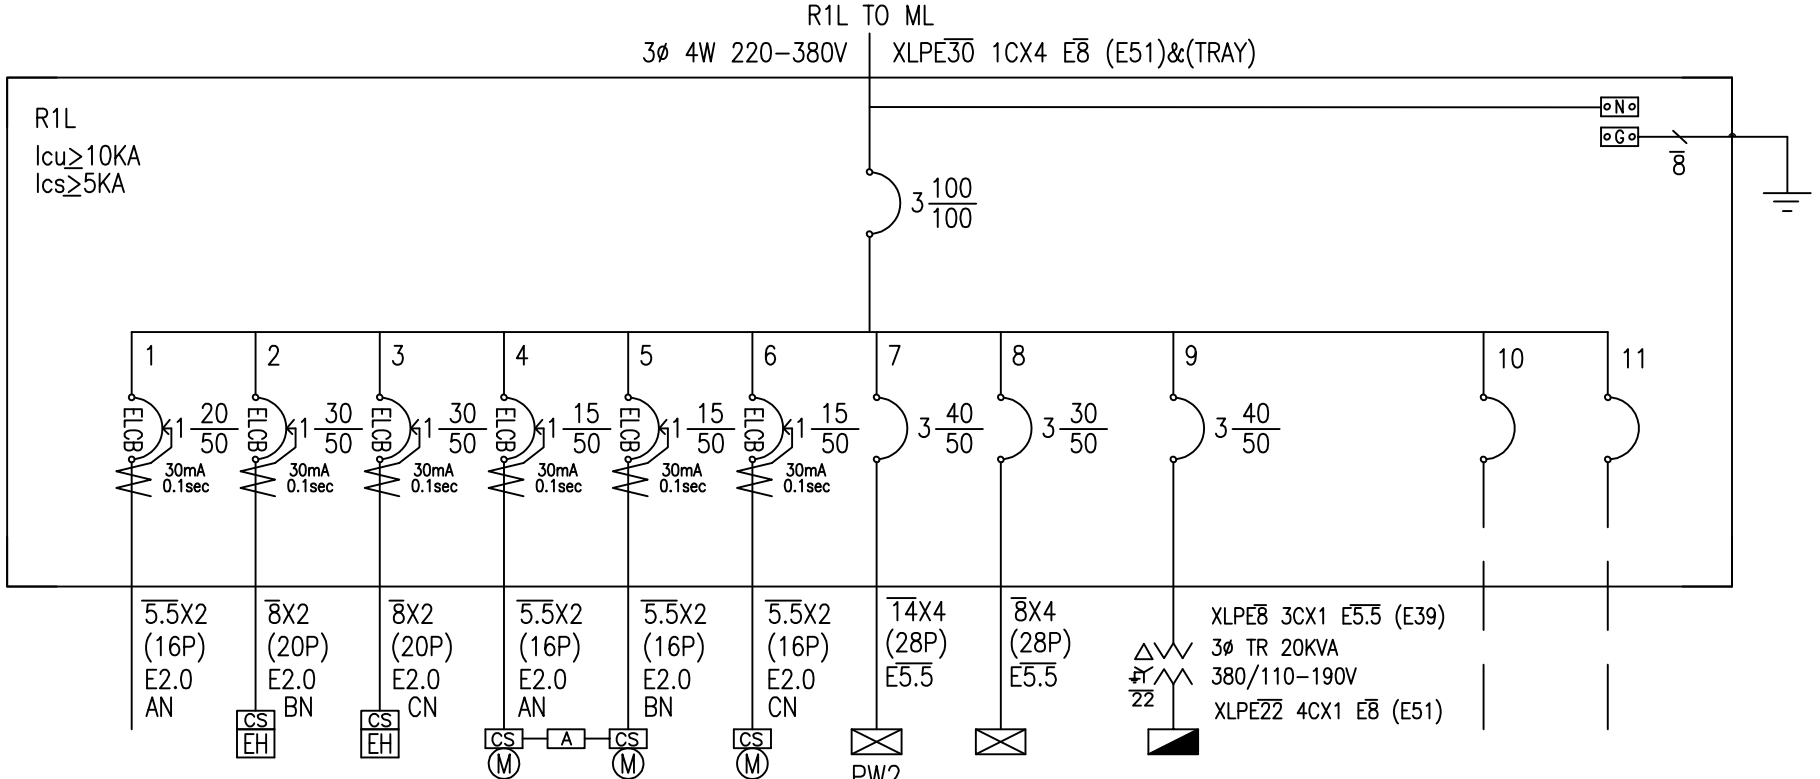 R1L TO ML
3ø 4W 220-380V XLPE30 1CX4 E8 (E51)&(TRAY)
R1L
Icu≥10KA
Ics≥5KA
N
G
8
3 100/100
1 2 3 4 5 6 7 8 9 10 11
ELCB 1 20/50
30mA
0.1sec
ELCB 1 30/50
30mA
0.1sec
ELCB 1 30/50
30mA
0.1sec
ELCB 1 15/50
30mA
0.1sec
ELCB 1 15/50
30mA
0.1sec
ELCB 1 15/50
30mA
0.1sec
3 40/50
3 30/50
3 40/50
5.5X2
(16P)
E2.0
AN
8X2
(20P)
E2.0
BN
CS
EH
8X2
(20P)
E2.0
CN
CS
EH
5.5X2
(16P)
E2.0
AN
CS
M
A
5.5X2
(16P)
E2.0
BN
CS
M
5.5X2
(16P)
E2.0
CN
CS
M
14X4
(28P)
E5.5
PW2
8X4
(28P)
E5.5
XLPE8 3CX1 E5.5 (E39)
△ 3ø TR 20KVA
Y 380/110-190V
22
XLPE22 4CX1 E8 (E51)